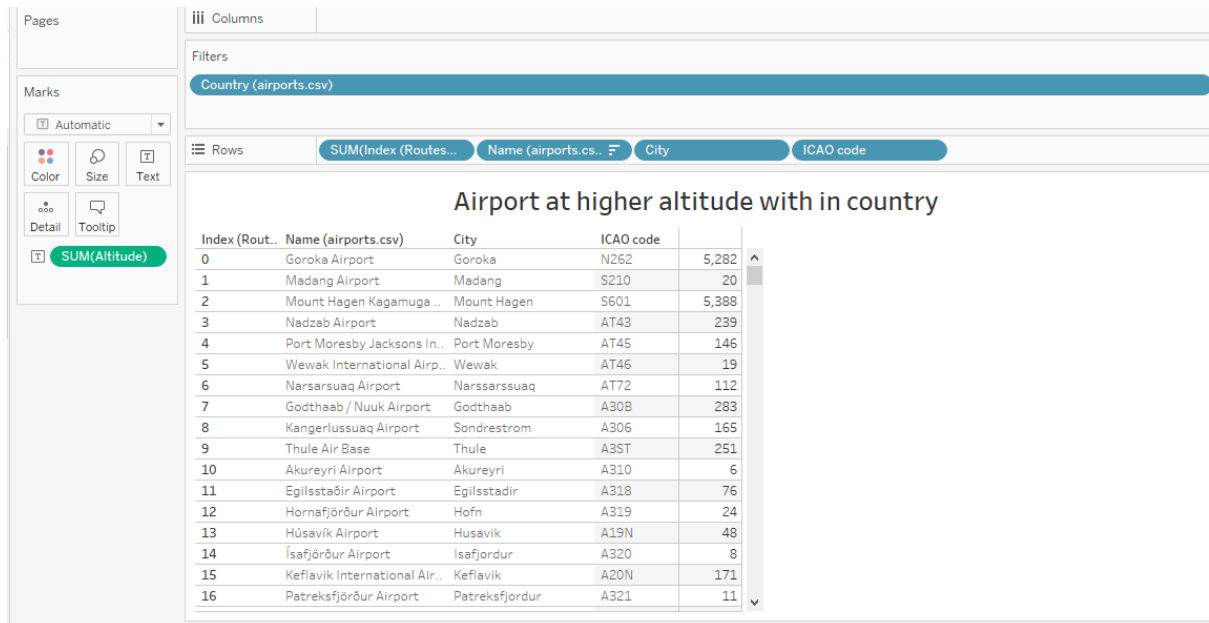 Pages
Columns
Filters
Country (airports.csv)
Marks
Automatic
Color Size Text
Detail Tooltip
SUM(Altitude)
Rows SUM(Index (Routes... Name (airports.cs.. City ICAO code
Airport at higher altitude with in country
Index (Rout.. Name (airports.csv) City ICAO code
0 Goroka Airport Goroka N262 5,282
1 Madang Airport Madang S210 20
2 Mount Hagen Kagamuga .. Mount Hagen S601 5,388
3 Nadzab Airport Nadzab AT43 239
4 Port Moresby Jacksons In.. Port Moresby AT45 146
5 Wewak International Airp.. Wewak AT46 19
6 Narsarsuaq Airport Narssarssuaq AT72 112
7 Godthaab / Nuuk Airport Godthaab A30B 283
8 Kangerlussuaq Airport Sondrestrom A306 165
9 Thule Air Base Thule A3ST 251
10 Akureyri Airport Akureyri A310 6
11 Egilsstaðir Airport Egilsstadir A318 76
12 Hornafjörður Airport Hofn A319 24
13 Húsavík Airport Husavik A19N 48
14 Ísafjörður Airport Isafjordur A320 8
15 Keflavik International Air.. Keflavik A20N 171
16 Patreksfjörður Airport Patreksfjordur A321 11